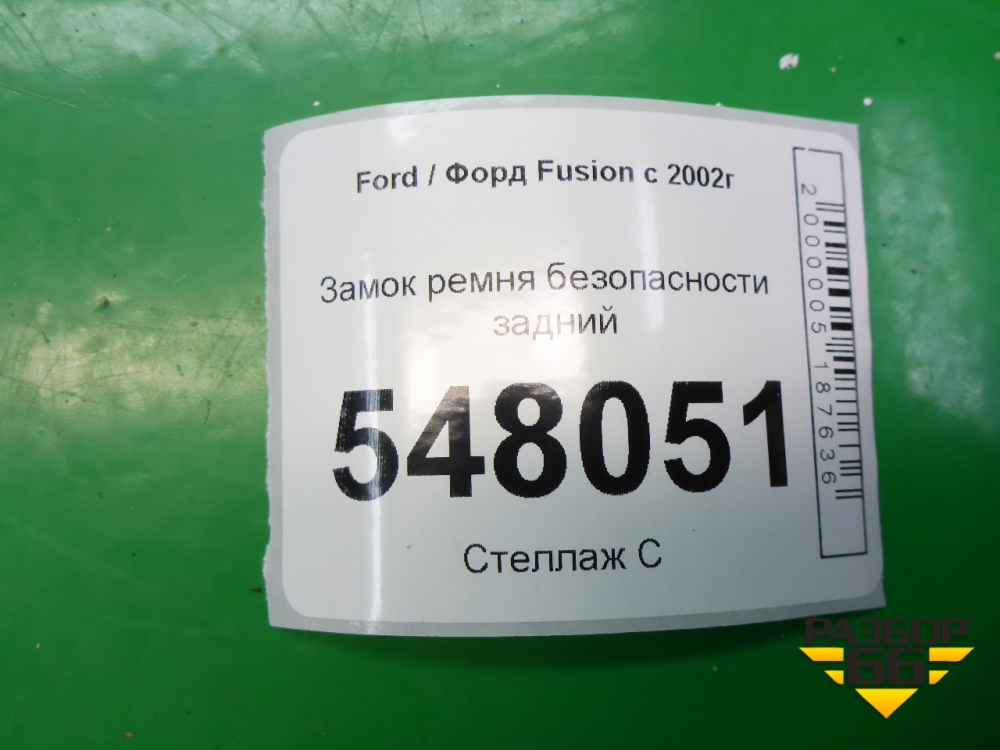 Ford / Форд Fusion с 2002г
Замок ремня безопасности
задний
548051
Стеллаж С
2000005187636
РАЗБОР
66